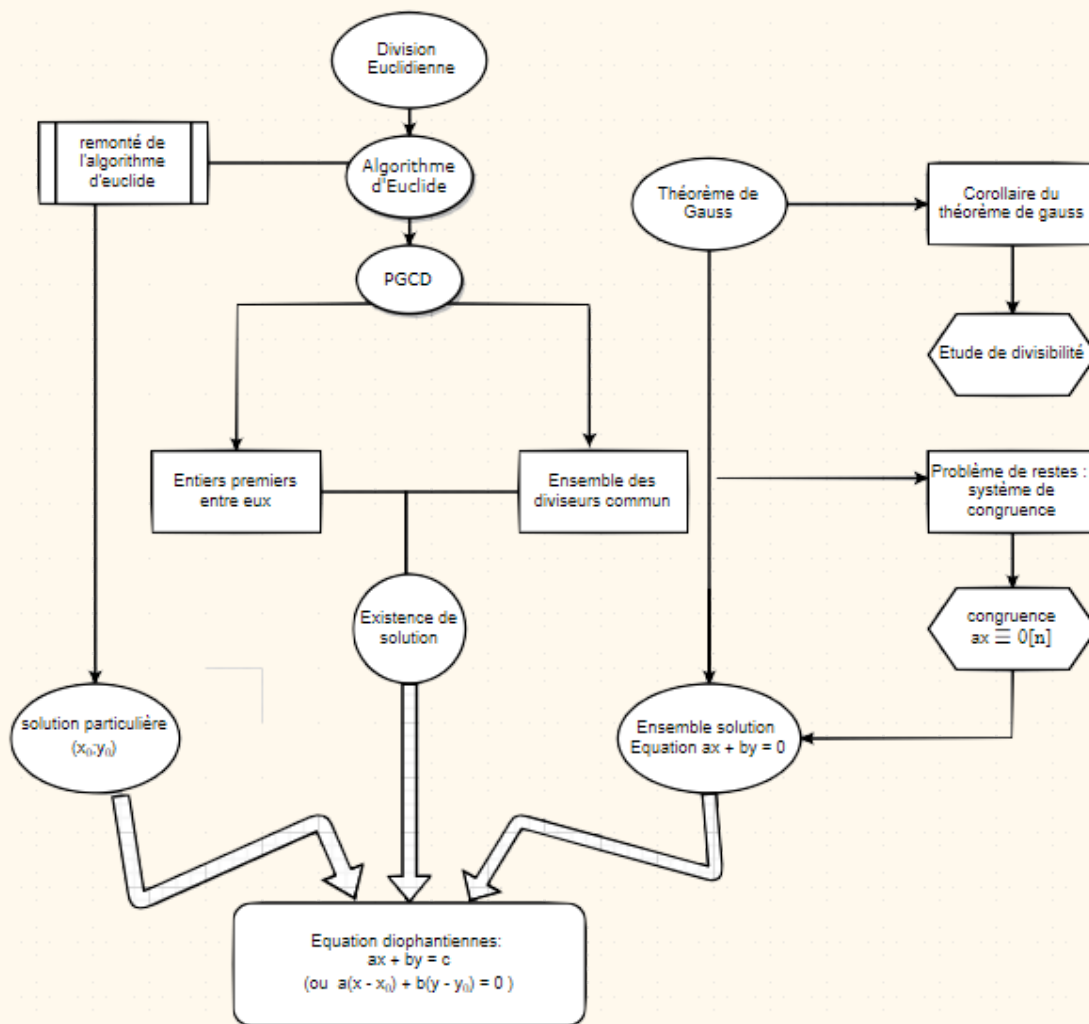 Division
Euclidienne
remonté de
l'algorithme
d'euclide
Algorithme
d'Euclide
Théorème de
Gauss
Corollaire du
théorème de gauss
PGCD
Etude de divisibilité
Entiers premiers
entre eux
Ensemble des
diviseurs commun
Problème de restes :
système de
congruence
Existence de
solution
congruence
ax ≡ 0[n]
solution particulière
(x₀;y₀)
Ensemble solution
Equation ax + by = 0
Equation diophantiennes:
ax + by = c
(ou a(x - x₀) + b(y - y₀) = 0 )